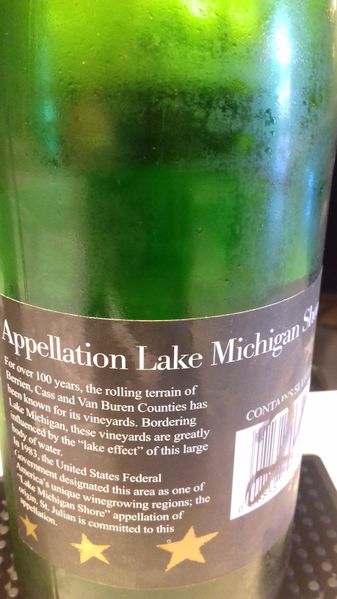 Appellation Lake Michigan
For over 100 years, the rolling terrain of
Berrien, Cass and Van Buren Counties has
been known for its vineyards. Bordering
Lake Michigan, these vineyards are greatly
influenced by the "lake effect" of this large
body of water.
In 1983, the United States Federal
Government designated this area as one of
America's unique winegrowing regions; the
"Lake Michigan Shore" appellation of
origin. St. Julian is committed to this
appellation.
CONTAINS